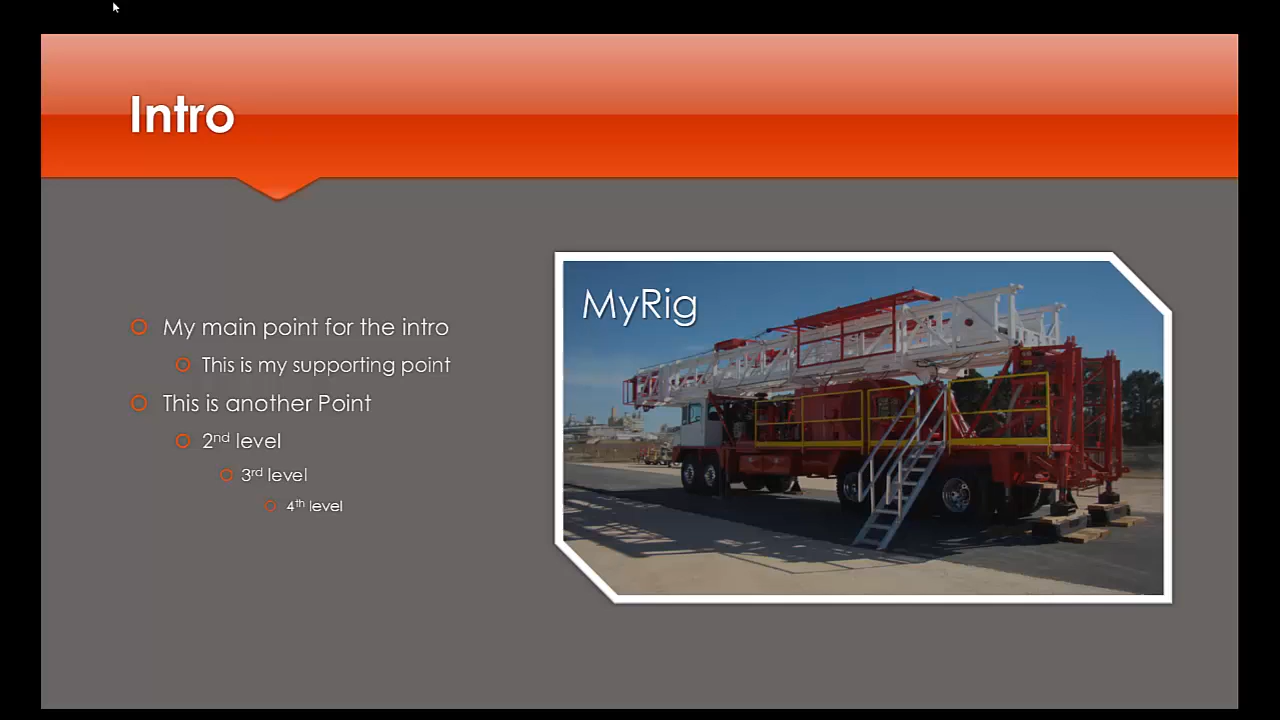 Intro
My main point for the intro
This is my supporting point
This is another Point
2nd level
3rd level
4th level
MyRig